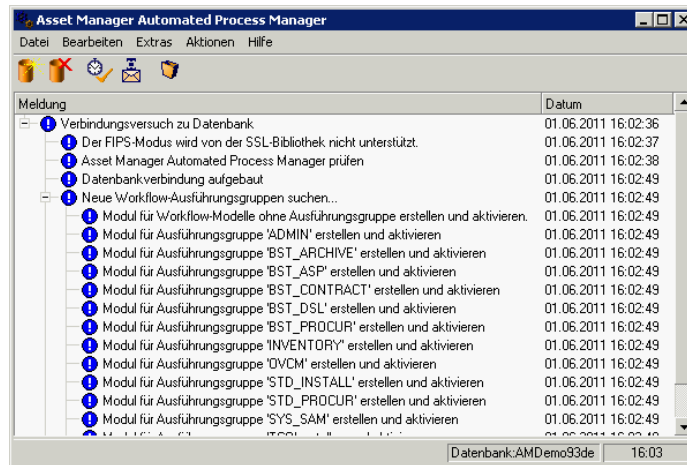 Asset Manager Automated Process Manager
Datei Bearbeiten Extras Aktionen Hilfe
Meldung Datum
Verbindungsversuch zu Datenbank 01.06.2011 16:02:36
Der FIPS-Modus wird von der SSL-Bibliothek nicht unterstützt. 01.06.2011 16:02:37
Asset Manager Automated Process Manager prüfen 01.06.2011 16:02:38
Datenbankverbindung aufgebaut 01.06.2011 16:02:49
Neue Workflow-Ausführungsgruppen suchen... 01.06.2011 16:02:49
Modul für Workflow-Modelle ohne Ausführungsgruppe erstellen und aktivieren. 01.06.2011 16:02:49
Modul für Ausführungsgruppe 'ADMIN' erstellen und aktivieren 01.06.2011 16:02:49
Modul für Ausführungsgruppe 'BST_ARCHIVE' erstellen und aktivieren 01.06.2011 16:02:49
Modul für Ausführungsgruppe 'BST_ASP' erstellen und aktivieren 01.06.2011 16:02:49
Modul für Ausführungsgruppe 'BST_CONTRACT' erstellen und aktivieren 01.06.2011 16:02:49
Modul für Ausführungsgruppe 'BST_DSL' erstellen und aktivieren 01.06.2011 16:02:49
Modul für Ausführungsgruppe 'BST_PROCUR' erstellen und aktivieren 01.06.2011 16:02:49
Modul für Ausführungsgruppe 'INVENTORY' erstellen und aktivieren 01.06.2011 16:02:49
Modul für Ausführungsgruppe 'OVCM' erstellen und aktivieren 01.06.2011 16:02:49
Modul für Ausführungsgruppe 'STD_INSTALL' erstellen und aktivieren 01.06.2011 16:02:49
Modul für Ausführungsgruppe 'STD_PROCUR' erstellen und aktivieren 01.06.2011 16:02:49
Modul für Ausführungsgruppe 'SYS_SAM' erstellen und aktivieren 01.06.2011 16:02:49
Datenbank:AMDemo93de 16:03